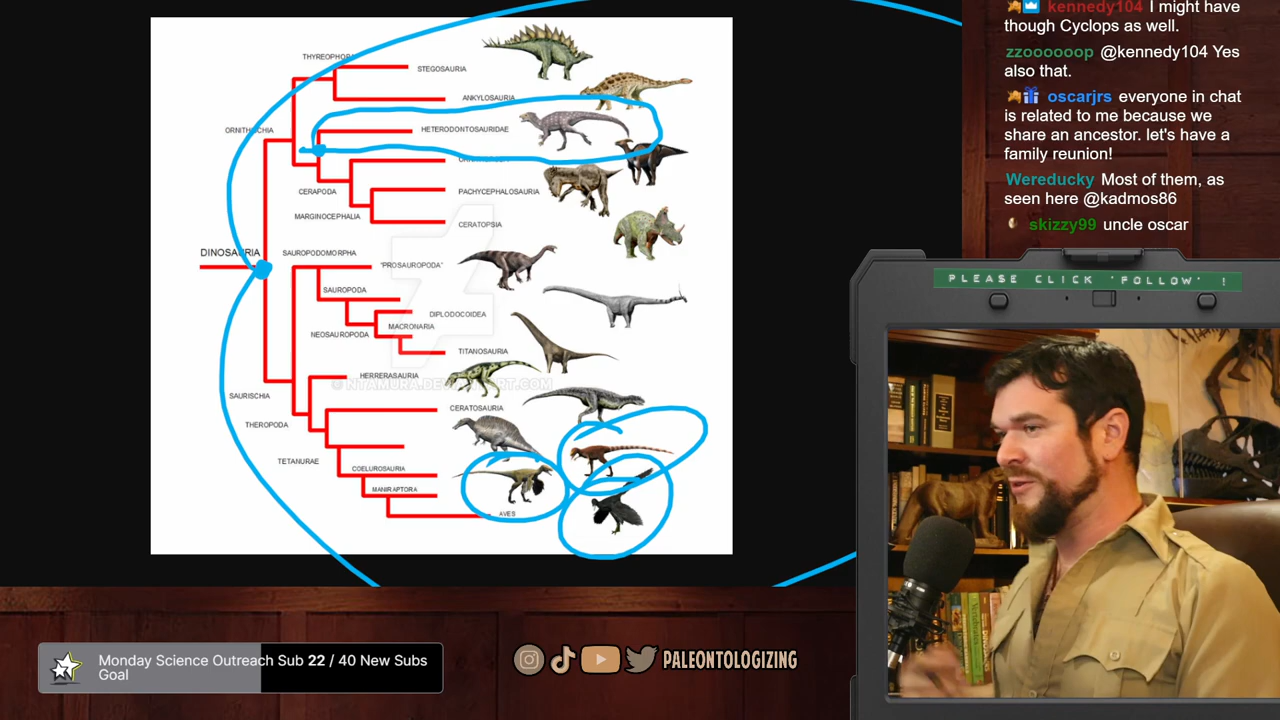 THYREOPHORA
STEGOSAURIA
ANKYLOSAURIA
ORNITHISCHIA
HETERODONTOSAURIDAE
CERAPODA
PACHYCEPHALOSAURIA
MARGINOCEPHALIA
CERATOPSIA
DINOSAURIA
SAUROPODOMORPHA
"PROSAUROPODA"
SAUROPODA
DIPLODOCOIDEA
MACRONARIA
NEOSAUROPODA
TITANOSAURIA
HERRERASAURIA
© NTAMURA.DEVIANTART.COM
SAURISCHIA
CERATOSAURIA
THEROPODA
TETANURAE
COELUROSAURIA
MANIRAPTORA
AVES
kennedy104 I might have
though Cyclops as well.
zzoooooop @kennedy104 Yes
also that.
oscarjrs everyone in chat
is related to me because we
share an ancestor. let's have a
family reunion!
Wereducky Most of them, as
seen here @kadmos86
skizzy99 uncle oscar
PLEASE CLICK 'FOLLOW' !
Monday Science Outreach Sub 22 / 40 New Subs
Goal
PALEONTOLOGIZING